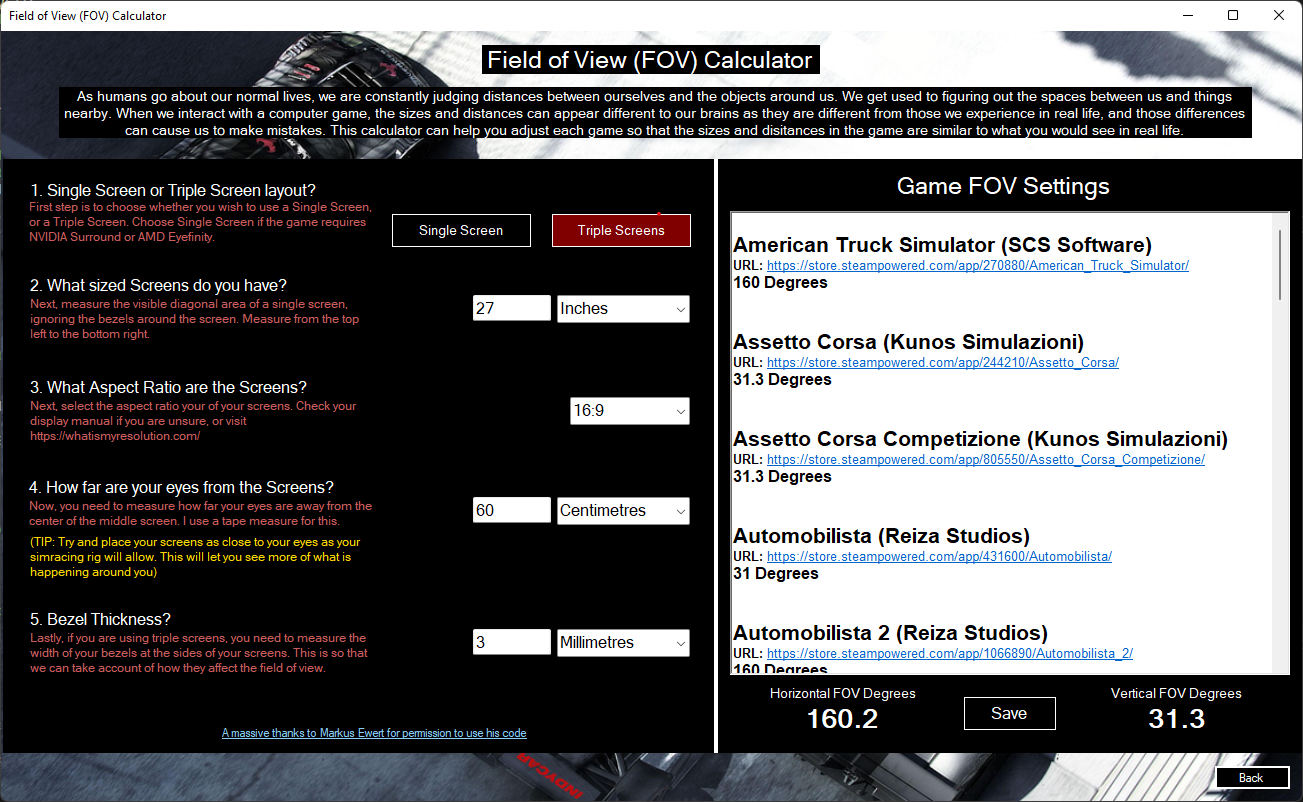 Field of View (FOV) Calculator
Field of View (FOV) Calculator
As humans go about our normal lives, we are constantly judging distances between ourselves and the objects around us. We get used to figuring out the spaces between us and things
nearby. When we interact with a computer game, the sizes and distances can appear different to our brains as they are different from those we experience in real life, and those differences
can cause us to make mistakes. This calculator can help you adjust each game so that the sizes and disitances in the game are similar to what you would see in real life.
1. Single Screen or Triple Screen layout?
First step is to choose whether you wish to use a Single Screen,
or a Triple Screen. Choose Single Screen if the game requires
NVIDIA Surround or AMD Eyefinity.
Single Screen
Triple Screens
2. What sized Screens do you have?
Next, measure the visible diagonal area of a single screen,
ignoring the bezels around the screen. Measure from the top
left to the bottom right.
27
Inches
3. What Aspect Ratio are the Screens?
Next, select the aspect ratio your of your screens. Check your
display manual if you are unsure, or visit
https://whatismyresolution.com/
16:9
4. How far are your eyes from the Screens?
Now, you need to measure how far your eyes are away from the
center of the middle screen. I use a tape measure for this.
(TIP: Try and place your screens as close to your eyes as your
simracing rig will allow. This will let you see more of what is
happening around you)
60
Centimetres
5. Bezel Thickness?
Lastly, if you are using triple screens, you need to measure the
width of your bezels at the sides of your screens. This is so that
we can take account of how they affect the field of view.
3
Millimetres
A massive thanks to Markus Ewert for permission to use his code
Game FOV Settings
American Truck Simulator (SCS Software)
URL: https://store.steampowered.com/app/270880/American_Truck_Simulator/
160 Degrees
Assetto Corsa (Kunos Simulazioni)
URL: https://store.steampowered.com/app/244210/Assetto_Corsa/
31.3 Degrees
Assetto Corsa Competizione (Kunos Simulazioni)
URL: https://store.steampowered.com/app/805550/Assetto_Corsa_Competizione/
31.3 Degrees
Automobilista (Reiza Studios)
URL: https://store.steampowered.com/app/431600/Automobilista/
31 Degrees
Automobilista 2 (Reiza Studios)
URL: https://store.steampowered.com/app/1066890/Automobilista_2/
160 Degrees
Horizontal FOV Degrees
160.2
Save
Vertical FOV Degrees
31.3
INDYCAR
Back